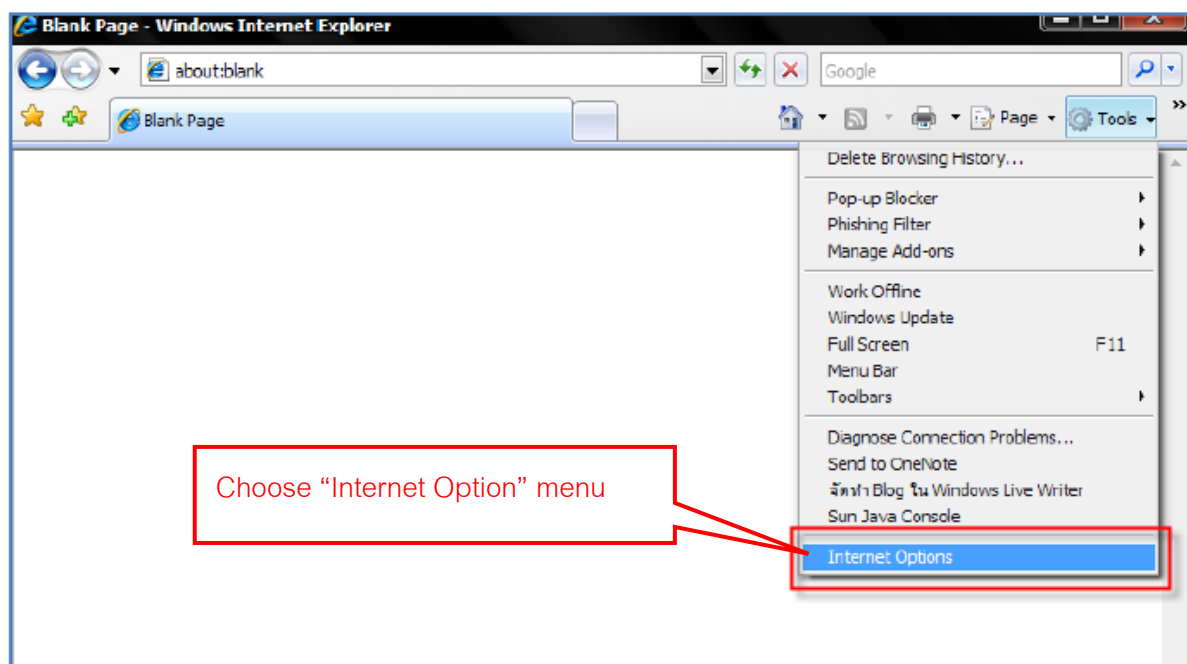 Blank Page - Windows Internet Explorer
about:blank
Google
Blank Page
Page
Tools
Delete Browsing History...
Pop-up Blocker
Phishing Filter
Manage Add-ons
Work Offline
Windows Update
Full Screen F11
Menu Bar
Toolbars
Diagnose Connection Problems...
Send to OneNote
จัดทำ Blog ใน Windows Live Writer
Sun Java Console
Internet Options
Choose “Internet Option” menu